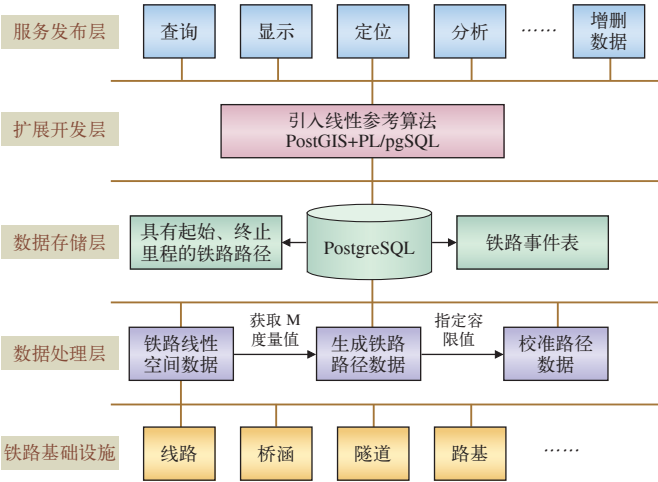 服务发布层
查询
显示
定位
分析
……
增删
数据
扩展开发层
引入线性参考算法
PostGIS+PL/pgSQL
数据存储层
具有起始、终止
里程的铁路路径
PostgreSQL
铁路事件表
数据处理层
铁路线性
空间数据
获取 M
度量值
生成铁路
路径数据
指定容
限值
校准路径
数据
铁路基础设施
线路
桥涵
隧道
路基
……